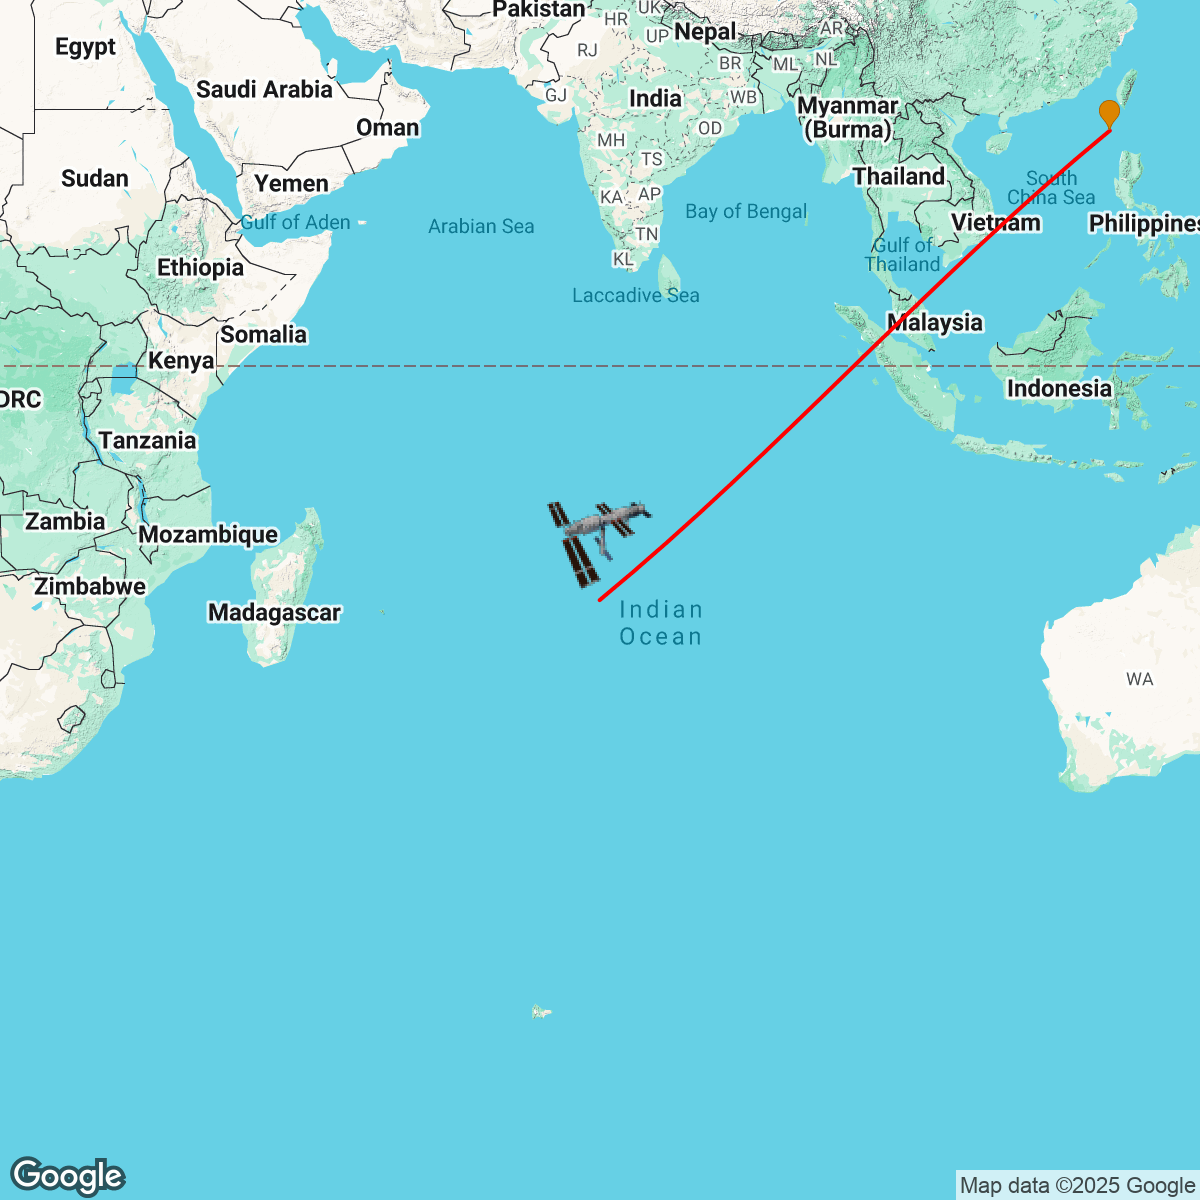 Pakistan
HR
UK
UP
Nepal
AR
Egypt
RJ
BR
ML
NL
Saudi Arabia
GJ
India
WB
Myanmar
(Burma)
Oman
OD
MH
TS
Sudan
Yemen
Thailand
South
China Sea
KA
AP
Gulf of Aden
Arabian Sea
Bay of Bengal
Vietnam
Philippines
TN
KL
Gulf of
Thailand
Ethiopia
Laccadive Sea
Somalia
Malaysia
Kenya
Indonesia
DRC
Tanzania
Zambia
Mozambique
Zimbabwe
Madagascar
Indian
Ocean
WA
Google
Map data ©2025 Google